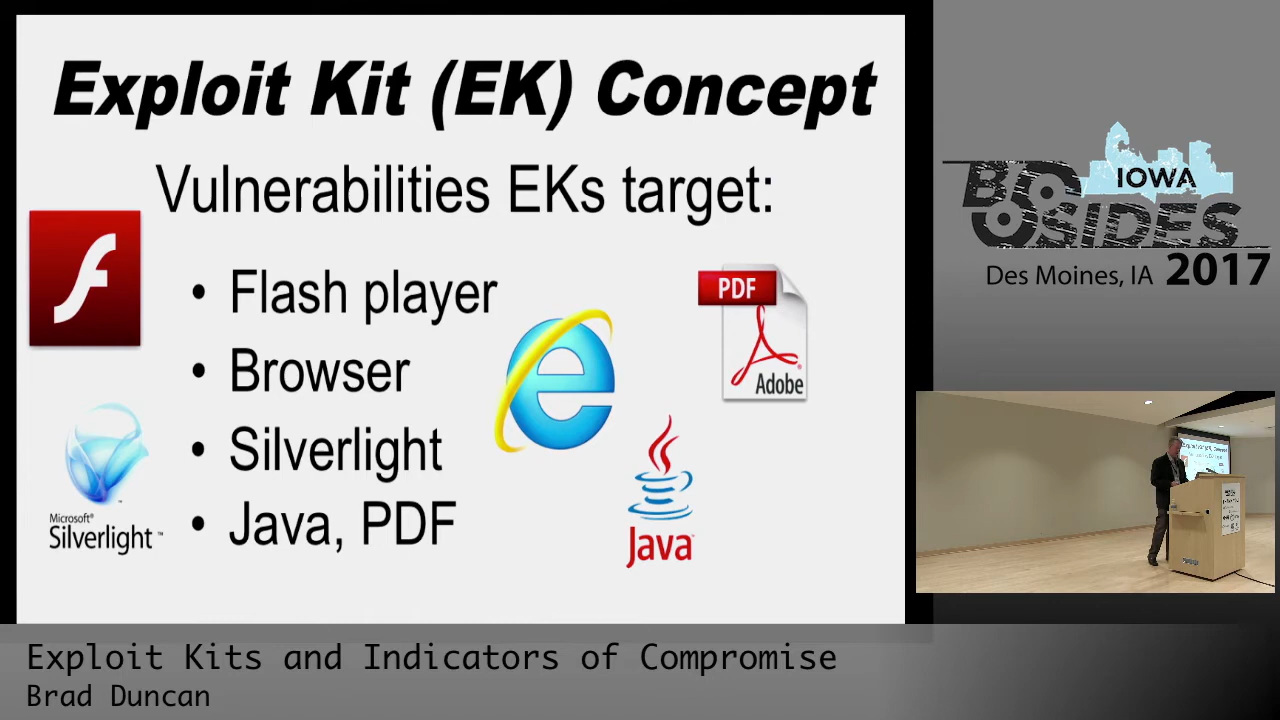 Exploit Kit (EK) Concept
Vulnerabilities EKs target:
• Flash player
• Browser
• Silverlight
• Java, PDF
PDF
Adobe
Microsoft®
Silverlight™
Java
BSIDES
IOWA
Des Moines, IA 2017
Exploit Kits and Indicators of Compromise
Brad Duncan